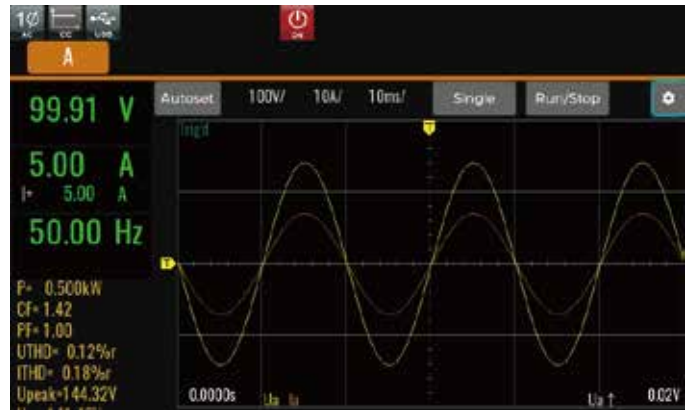 1Ø
AC CC USB ON
A
Autoset 100V/ 10A/ 10ms/ Single Run/Stop
99.91 V
Trig'd
5.00 A
I= 5.00 A
50.00 Hz
P= 0.500kW
CF= 1.42
PF= 1.00
UTHD= 0.12%r
ITHD= 0.18%r
Upeak=144.32V
0.0000s Ua Ia Ua ↑ 0.02V
T
T